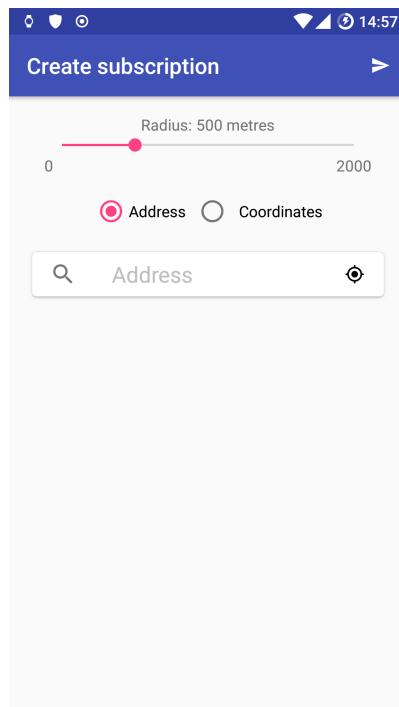 14:57
Create subscription
Radius: 500 metres
0 2000
Address Coordinates
Address